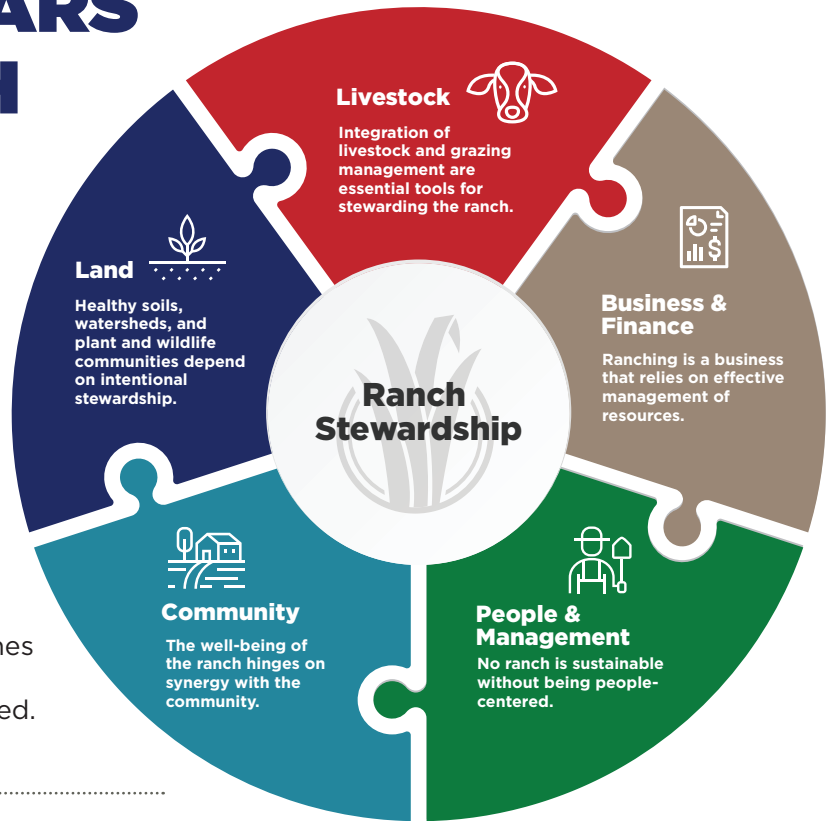 Livestock
Integration of
livestock and grazing
management are
essential tools for
stewarding the ranch.
Land
Healthy soils,
watersheds, and
plant and wildlife
communities depend
on intentional
stewardship.
Business &
Finance
Ranching is a business
that relies on effective
management of
resources.
Ranch
Stewardship
Community
The well-being of
the ranch hinges on
synergy with the
community.
People &
Management
No ranch is sustainable
without being people-
centered.